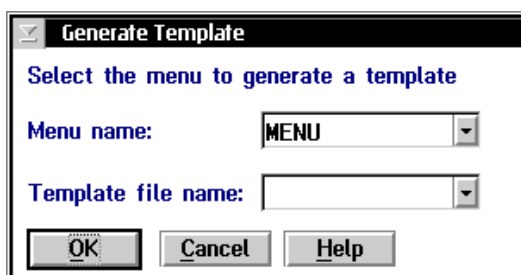 Generate Template
Select the menu to generate a template
Menu name: MENU
Template file name:
OK Cancel Help